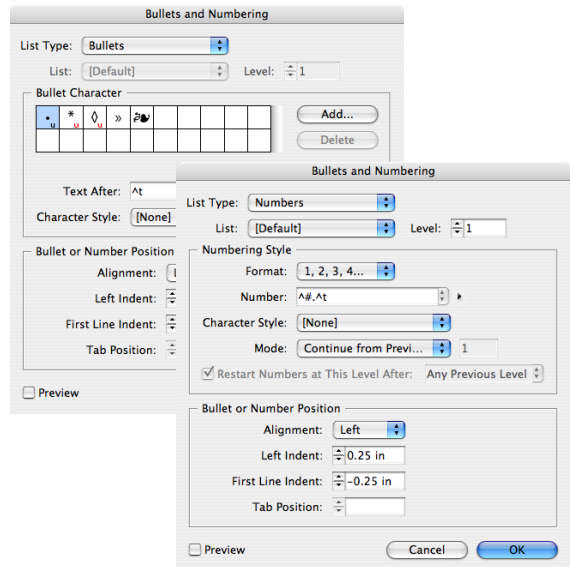 Bullets and Numbering
List Type: Bullets
List: [Default] Level: 1
Bullet Character
•u *u ◊u »
Add...
Delete
Text After: ^t
Character Style: [None]
Bullet or Number Position
Alignment:
Left Indent:
First Line Indent:
Tab Position:
Preview
Bullets and Numbering
List Type: Numbers
List: [Default] Level: 1
Numbering Style
Format: 1, 2, 3, 4...
Number: ^#.^t
Character Style: [None]
Mode: Continue from Previ... 1
Restart Numbers at This Level After: Any Previous Level
Bullet or Number Position
Alignment: Left
Left Indent: 0.25 in
First Line Indent: -0.25 in
Tab Position:
Preview
Cancel OK